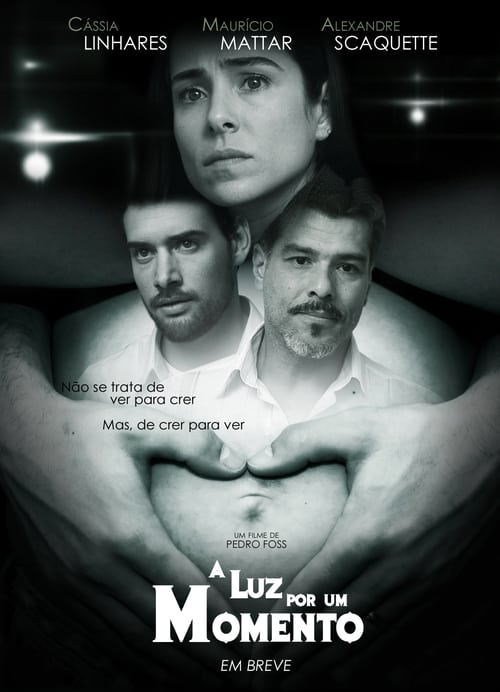 CÁSSIA MAURÍCIO ALEXANDRE
LINHARES MATTAR SCAQUETTE
Não se trata de
ver para crer
Mas, de crer para ver
UM FILME DE
PEDRO FOSS
A LUZ POR UM
MOMENTO
EM BREVE